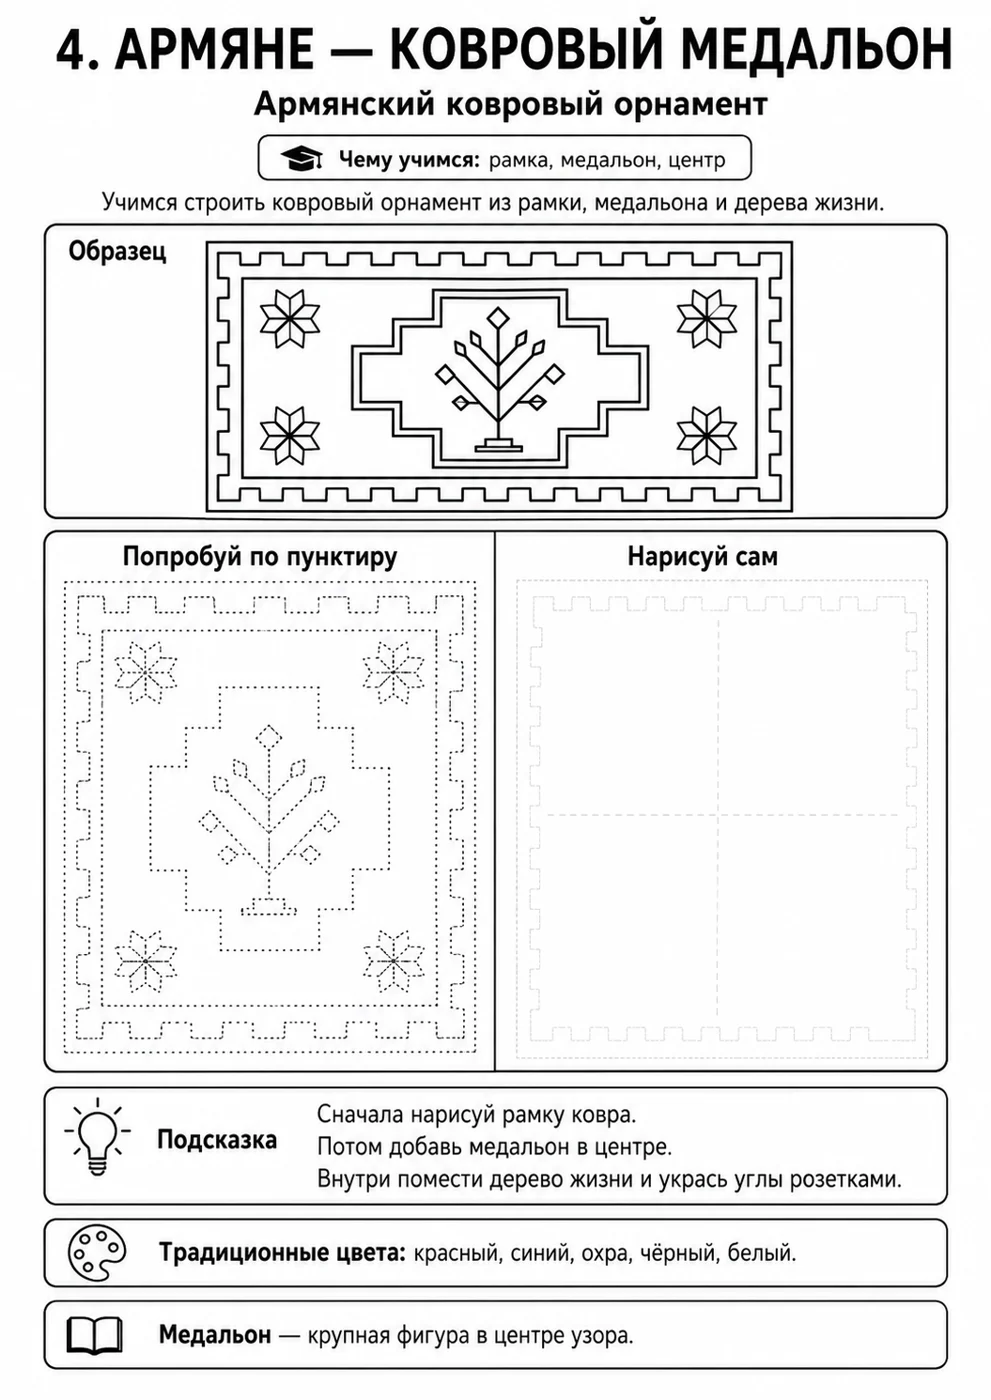 4. АРМЯНЕ — КОВРОВЫЙ МЕДАЛЬОН
Армянский ковровый орнамент
Чему учимся: рамка, медальон, центр
Учимся строить ковровый орнамент из рамки, медальона и дерева жизни.
Образец
Попробуй по пунктиру
Нарисуй сам
Подсказка
Сначала нарисуй рамку ковра.
Потом добавь медальон в центре.
Внутри помести дерево жизни и укрась углы розетками.
Традиционные цвета: красный, синий, охра, чёрный, белый.
Медальон — крупная фигура в центре узора.